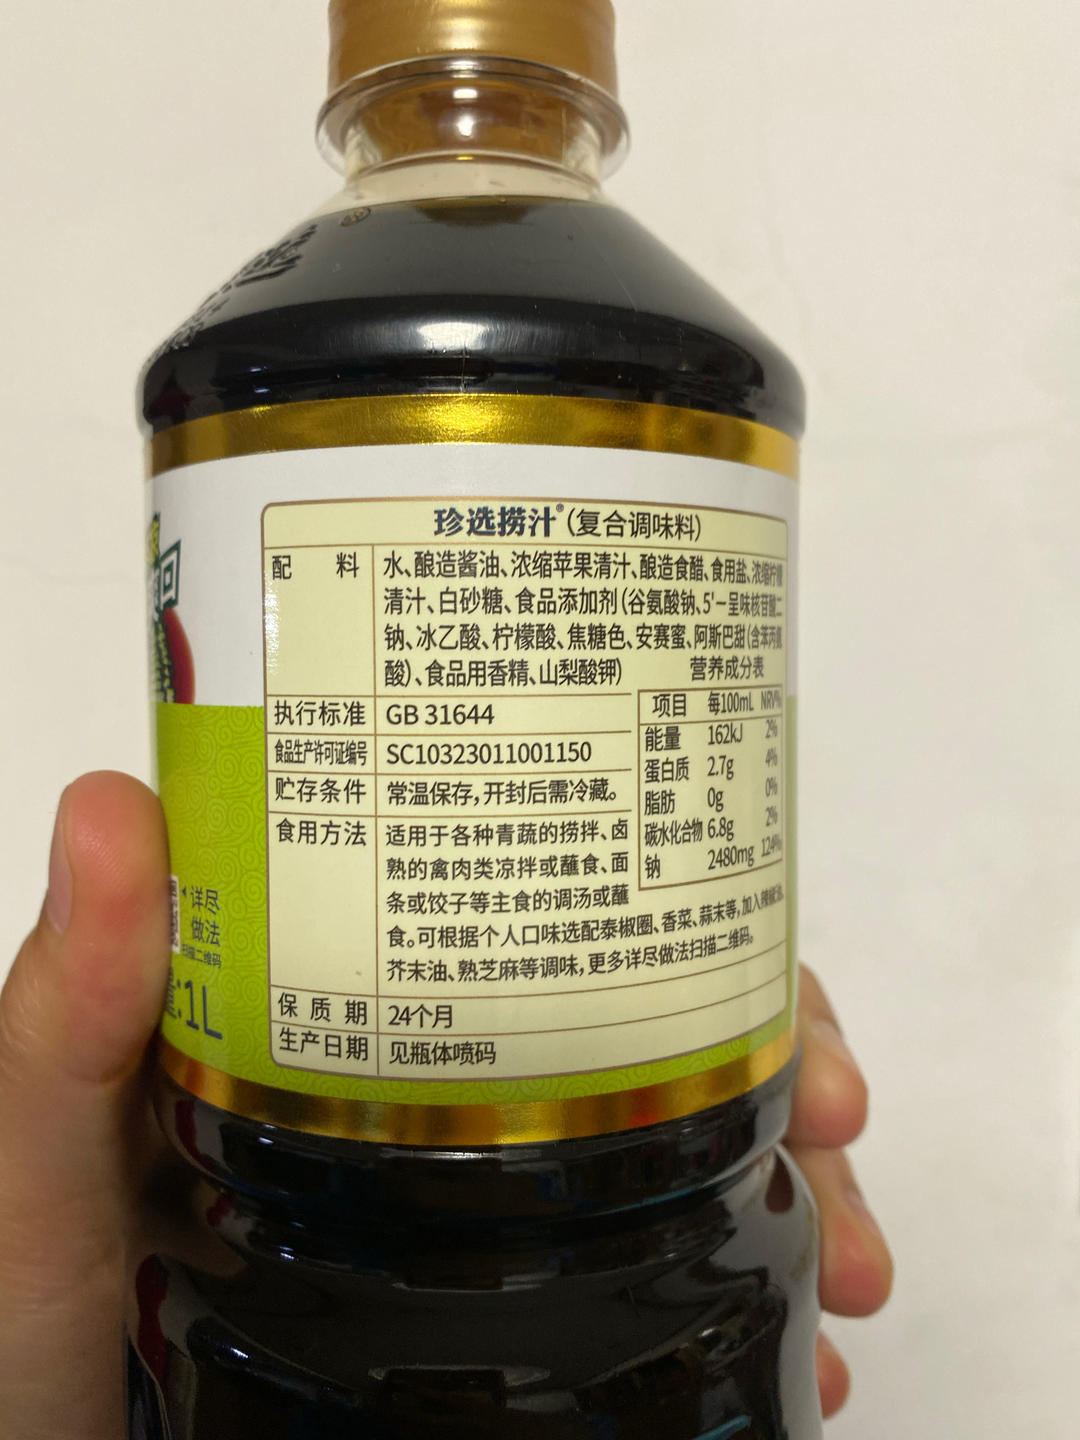 珍选捞汁®(复合调味料)
配 料 水、酿造酱油、浓缩苹果清汁、酿造食醋、食用盐、浓缩柠檬
清汁、白砂糖、食品添加剂(谷氨酸钠、5'-呈味核苷酸二
钠、冰乙酸、柠檬酸、焦糖色、安赛蜜、阿斯巴甜(含苯丙氨
酸)、食品用香精、山梨酸钾)
营养成分表
项目 每100mL NRV%
能量 162kJ 2%
蛋白质 2.7g 4%
脂肪 0g 0%
碳水化合物 6.8g 2%
钠 2480mg 124%
执行标准 GB 31644
食品生产许可证编号 SC10323011001150
贮存条件 常温保存,开封后需冷藏。
食用方法 适用于各种青蔬的捞拌、卤
熟的禽肉类凉拌或蘸食、面
条或饺子等主食的调汤或蘸
食。可根据个人口味选配泰椒圈、香菜、蒜末等,加入辣椒油、
芥末油、熟芝麻等调味,更多详尽做法扫描二维码。
保质期 24个月
生产日期 见瓶体喷码
详尽
做法
扫描二维码
:1L